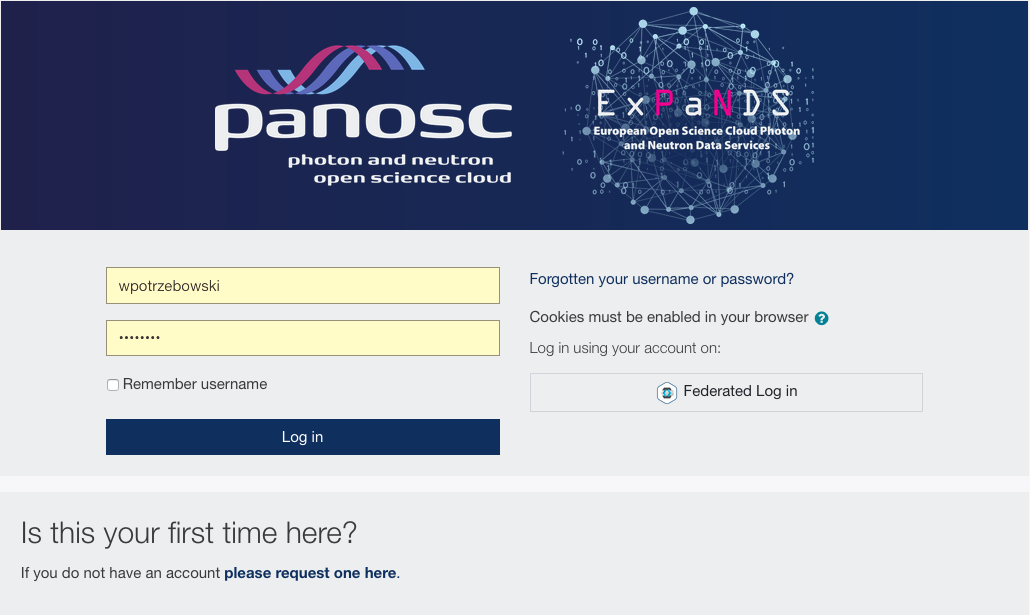 panosc
photon and neutron
open science cloud
ExPaNDS
European Open Science Cloud Photon
and Neutron Data Services
wpotrzebowski
••••••••
Remember username
Log in
Forgotten your username or password?
Cookies must be enabled in your browser ?
Log in using your account on:
Federated Log in
Is this your first time here?
If you do not have an account please request one here.